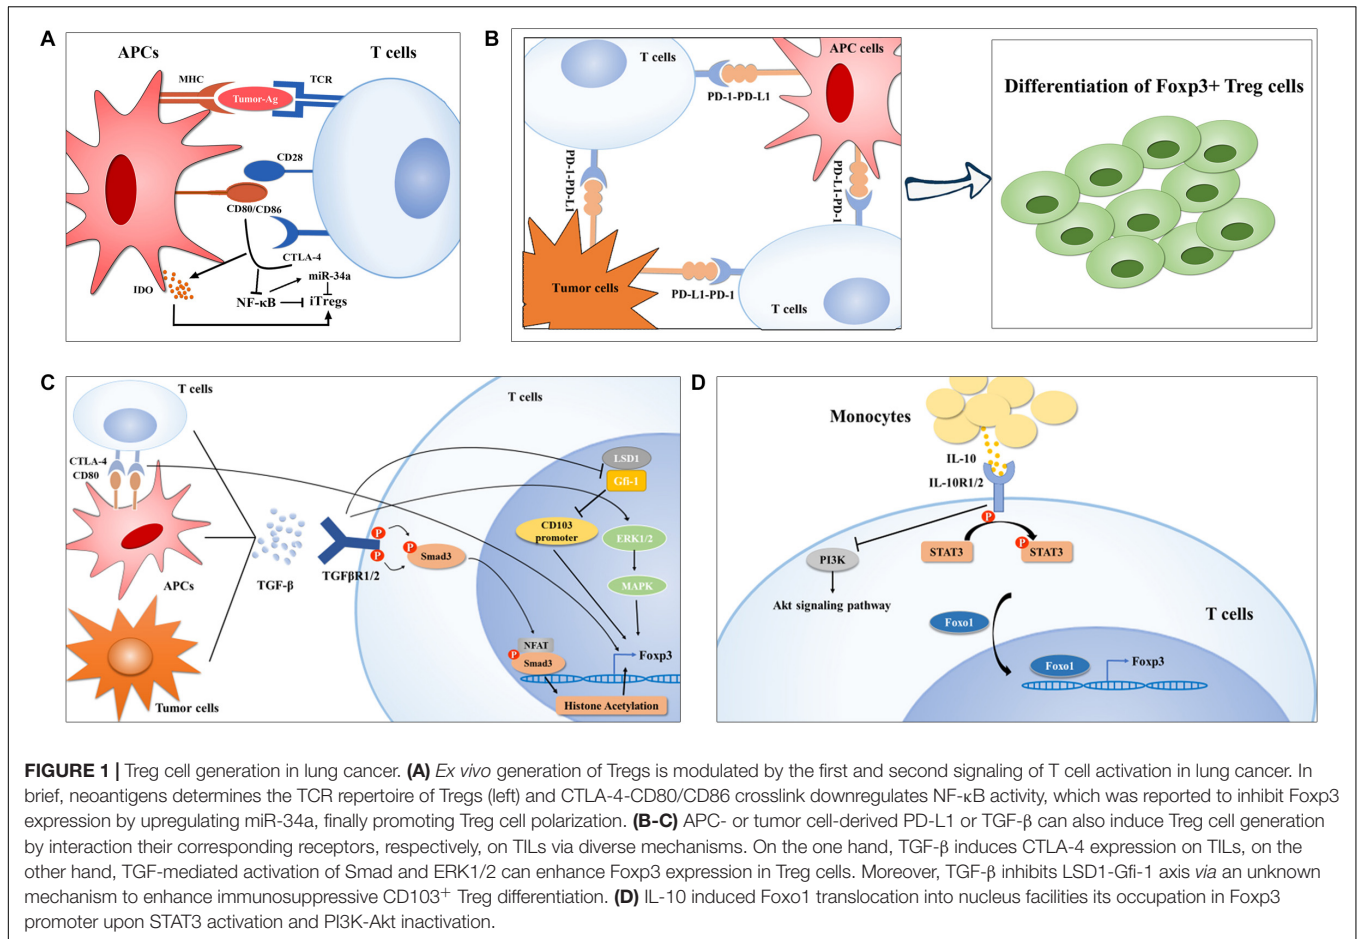 A
APCs
T cells
MHC
TCR
Tumor-Ag
CD28
CD80/CD86
CTLA-4
miR-34a
IDO
NF-κB
iTregs
B
T cells
APC cells
PD-1-PD-L1
PD-1-PD-L1
PD-L1-PD-1
Tumor cells
PD-L1-PD-1
T cells
Differentiation of Foxp3+ Treg cells
C
T cells
CTLA-4
CD80
APCs
Tumor cells
TGF-β
TGFβR1/2
P
P
P
Smad3
T cells
LSD1
Gfi-1
CD103
promoter
ERK1/2
MAPK
NFAT
P
Smad3
Foxp3
Histone Acetylation
D
Monocytes
IL-10
IL-10R1/2
P
STAT3
P
STAT3
PI3K
Akt signaling pathway
T cells
Foxo1
Foxo1
Foxp3
FIGURE 1 | Treg cell generation in lung cancer. (A) Ex vivo generation of Tregs is modulated by the first and second signaling of T cell activation in lung cancer. In
brief, neoantigens determines the TCR repertoire of Tregs (left) and CTLA-4-CD80/CD86 crosslink downregulates NF-κB activity, which was reported to inhibit Foxp3
expression by upregulating miR-34a, finally promoting Treg cell polarization. (B-C) APC- or tumor cell-derived PD-L1 or TGF-β can also induce Treg cell generation
by interaction their corresponding receptors, respectively, on TILs via diverse mechanisms. On the one hand, TGF-β induces CTLA-4 expression on TILs, on the
other hand, TGF-mediated activation of Smad and ERK1/2 can enhance Foxp3 expression in Treg cells. Moreover, TGF-β inhibits LSD1-Gfi-1 axis via an unknown
mechanism to enhance immunosuppressive CD103+ Treg differentiation. (D) IL-10 induced Foxo1 translocation into nucleus facilities its occupation in Foxp3
promoter upon STAT3 activation and PI3K-Akt inactivation.